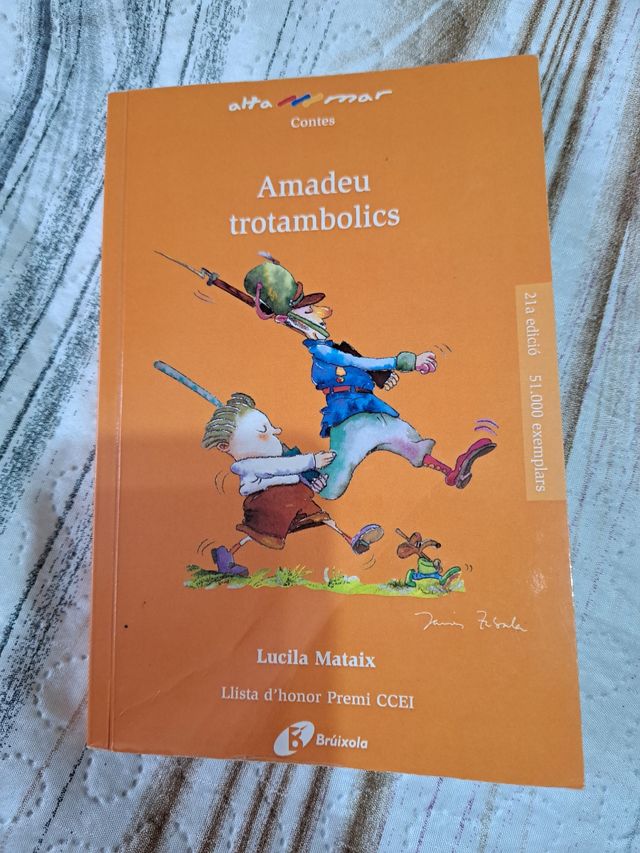 alta mar
Contes
Amadeu
trotambolics
21a edició 51.000 exemplars
Lucila Mataix
Llista d'honor Premi CCEI
B Brúixola